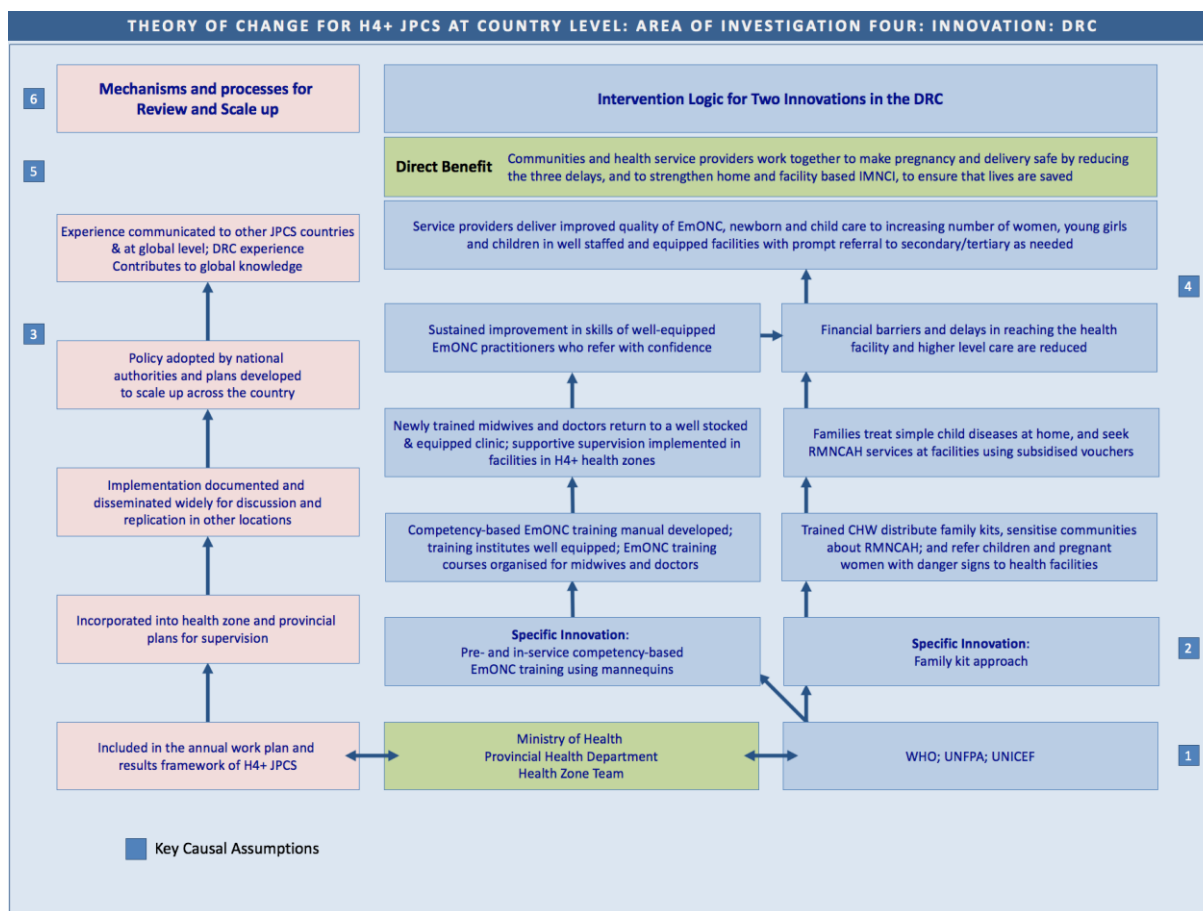 THEORY OF CHANGE FOR H4+ JPCS AT COUNTRY LEVEL: AREA OF INVESTIGATION FOUR: INNOVATION: DRC
6
Mechanisms and processes for
Review and Scale up
Intervention Logic for Two Innovations in the DRC
5
Direct Benefit
Communities and health service providers work together to make pregnancy and delivery safe by reducing
the three delays, and to strengthen home and facility based IMNCI, to ensure that lives are saved
Experience communicated to other JPCS countries
& at global level; DRC experience
Contributes to global knowledge
Service providers deliver improved quality of EmONC, newborn and child care to increasing number of women, young girls
and children in well staffed and equipped facilities with prompt referral to secondary/tertiary as needed
4
3
Policy adopted by national
authorities and plans developed
to scale up across the country
Sustained improvement in skills of well-equipped
EmONC practitioners who refer with confidence
Financial barriers and delays in reaching the health
facility and higher level care are reduced
Newly trained midwives and doctors return to a well stocked
& equipped clinic; supportive supervision implemented in
facilities in H4+ health zones
Families treat simple child diseases at home, and seek
RMNCAH services at facilities using subsidised vouchers
Implementation documented and
disseminated widely for discussion and
replication in other locations
Competency-based EmONC training manual developed;
training institutes well equipped; EmONC training
courses organised for midwives and doctors
Trained CHW distribute family kits, sensitise communities
about RMNCAH; and refer children and pregnant
women with danger signs to health facilities
Incorporated into health zone and provincial
plans for supervision
Specific Innovation:
Pre- and in-service competency-based
EmONC training using mannequins
Specific Innovation:
Family kit approach
2
Included in the annual work plan and
results framework of H4+ JPCS
Ministry of Health
Provincial Health Department
Health Zone Team
WHO; UNFPA; UNICEF
1
Key Causal Assumptions